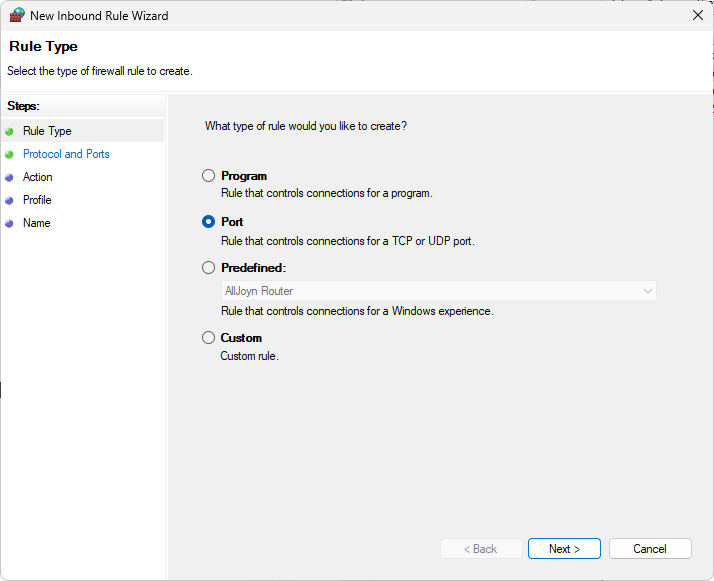 New Inbound Rule Wizard
Rule Type
Select the type of firewall rule to create.
Steps:
Rule Type
Protocol and Ports
Action
Profile
Name
What type of rule would you like to create?
Program
Rule that controls connections for a program.
Port
Rule that controls connections for a TCP or UDP port.
Predefined:
AllJoyn Router
Rule that controls connections for a Windows experience.
Custom
Custom rule.
< Back
Next >
Cancel